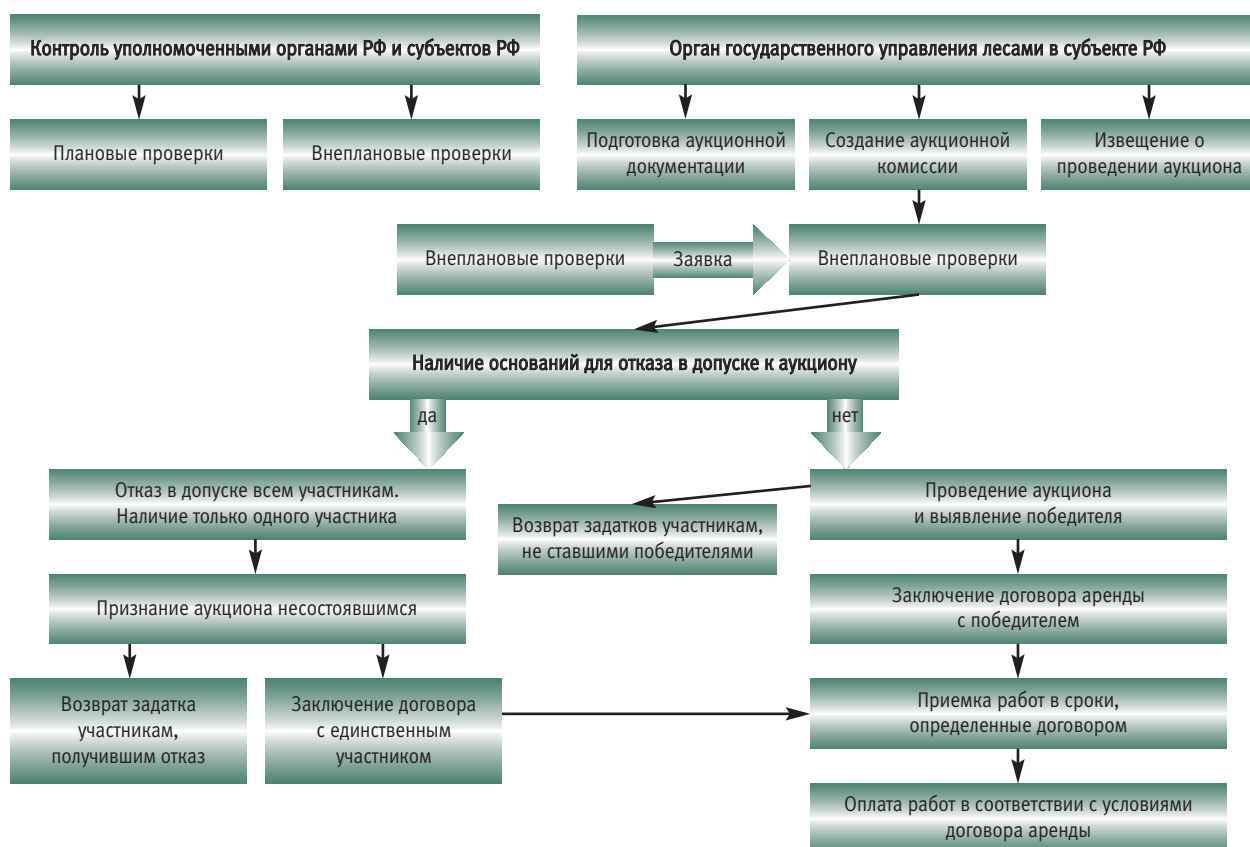 Контроль уполномоченными органами РФ и субъектов РФ
Орган государственного управления лесами в субъекте РФ
Плановые проверки
Внеплановые проверки
Подготовка аукционной
документации
Создание аукционной
комиссии
Извещение о
проведении аукциона
Внеплановые проверки
Заявка
Внеплановые проверки
Наличие оснований для отказа в допуске к аукциону
да
нет
Отказ в допуске всем участникам.
Наличие только одного участника
Возврат задатков участникам,
не ставшими победителями
Проведение аукциона
и выявление победителя
Признание аукциона несостоявшимся
Заключение договора аренды
с победителем
Возврат задатка
участникам,
получившим отказ
Заключение договора
с единственным
участником
Приемка работ в сроки,
определенные договором
Оплата работ в соответствии с условиями
договора аренды